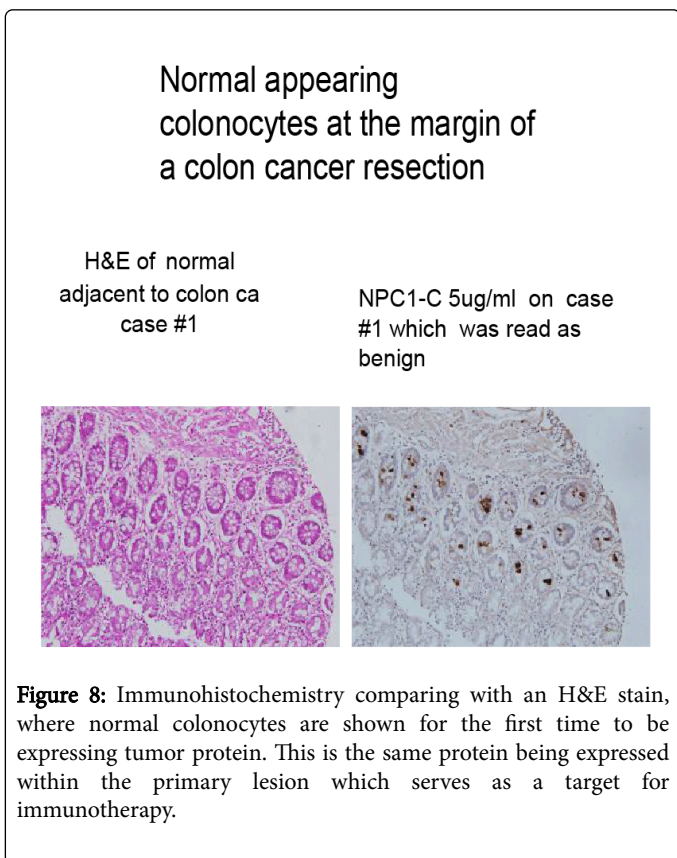 Normal appearing
colonocytes at the margin of
a colon cancer resection
H&E of normal
adjacent to colon ca
case #1
NPC1-C 5ug/ml on case
#1 which was read as
benign
Figure 8: Immunohistochemistry comparing with an H&E stain,
where normal colonocytes are shown for the first time to be
expressing tumor protein. This is the same protein being expressed
within the primary lesion which serves as a target for
immunotherapy.